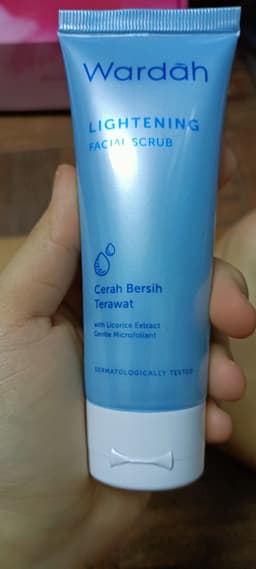 Wardah
LIGHTENING
FACIAL SCRUB
Cerah Bersih
Terawat
with Licorice Extract
Gentle Microfoliant
DERMATOLOGICALLY TESTED